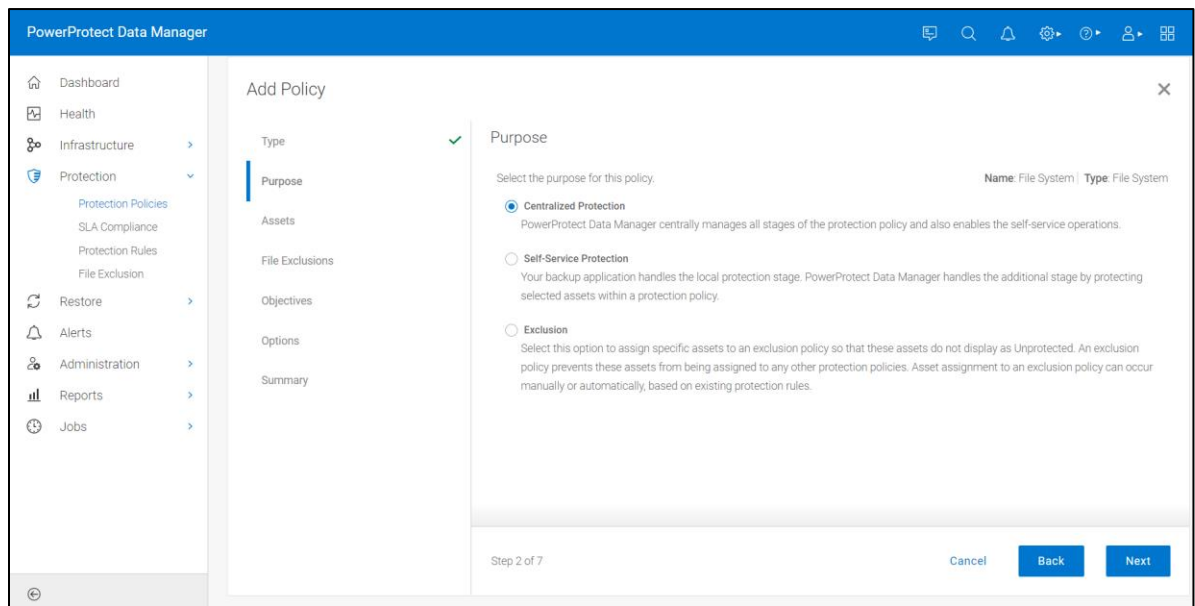 PowerProtect Data Manager
Dashboard
Health
Infrastructure
Protection
Protection Policies
SLA Compliance
Protection Rules
File Exclusion
Restore
Alerts
Administration
Reports
Jobs
Add Policy
Type
Purpose
Assets
File Exclusions
Objectives
Options
Summary
Purpose
Select the purpose for this policy.
Name: File System Type: File System
Centralized Protection
PowerProtect Data Manager centrally manages all stages of the protection policy and also enables the self-service operations.
Self-Service Protection
Your backup application handles the local protection stage. PowerProtect Data Manager handles the additional stage by protecting
selected assets within a protection policy.
Exclusion
Select this option to assign specific assets to an exclusion policy so that these assets do not display as Unprotected. An exclusion
policy prevents these assets from being assigned to any other protection policies. Asset assignment to an exclusion policy can occur
manually or automatically, based on existing protection rules.
Step 2 of 7
Cancel
Back
Next